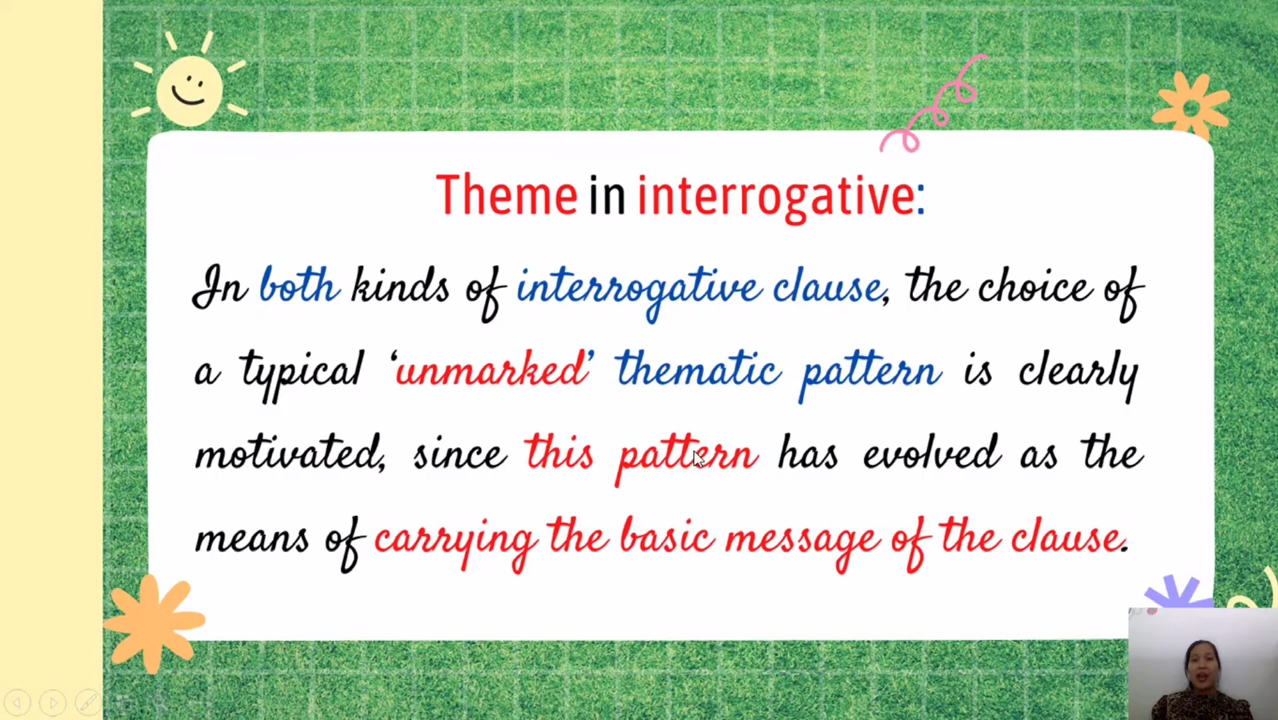 Theme in interrogative:
In both kinds of interrogative clause, the choice of
a typical ‘unmarked’ thematic pattern is clearly
motivated, since this pattern has evolved as the
means of carrying the basic message of the clause.